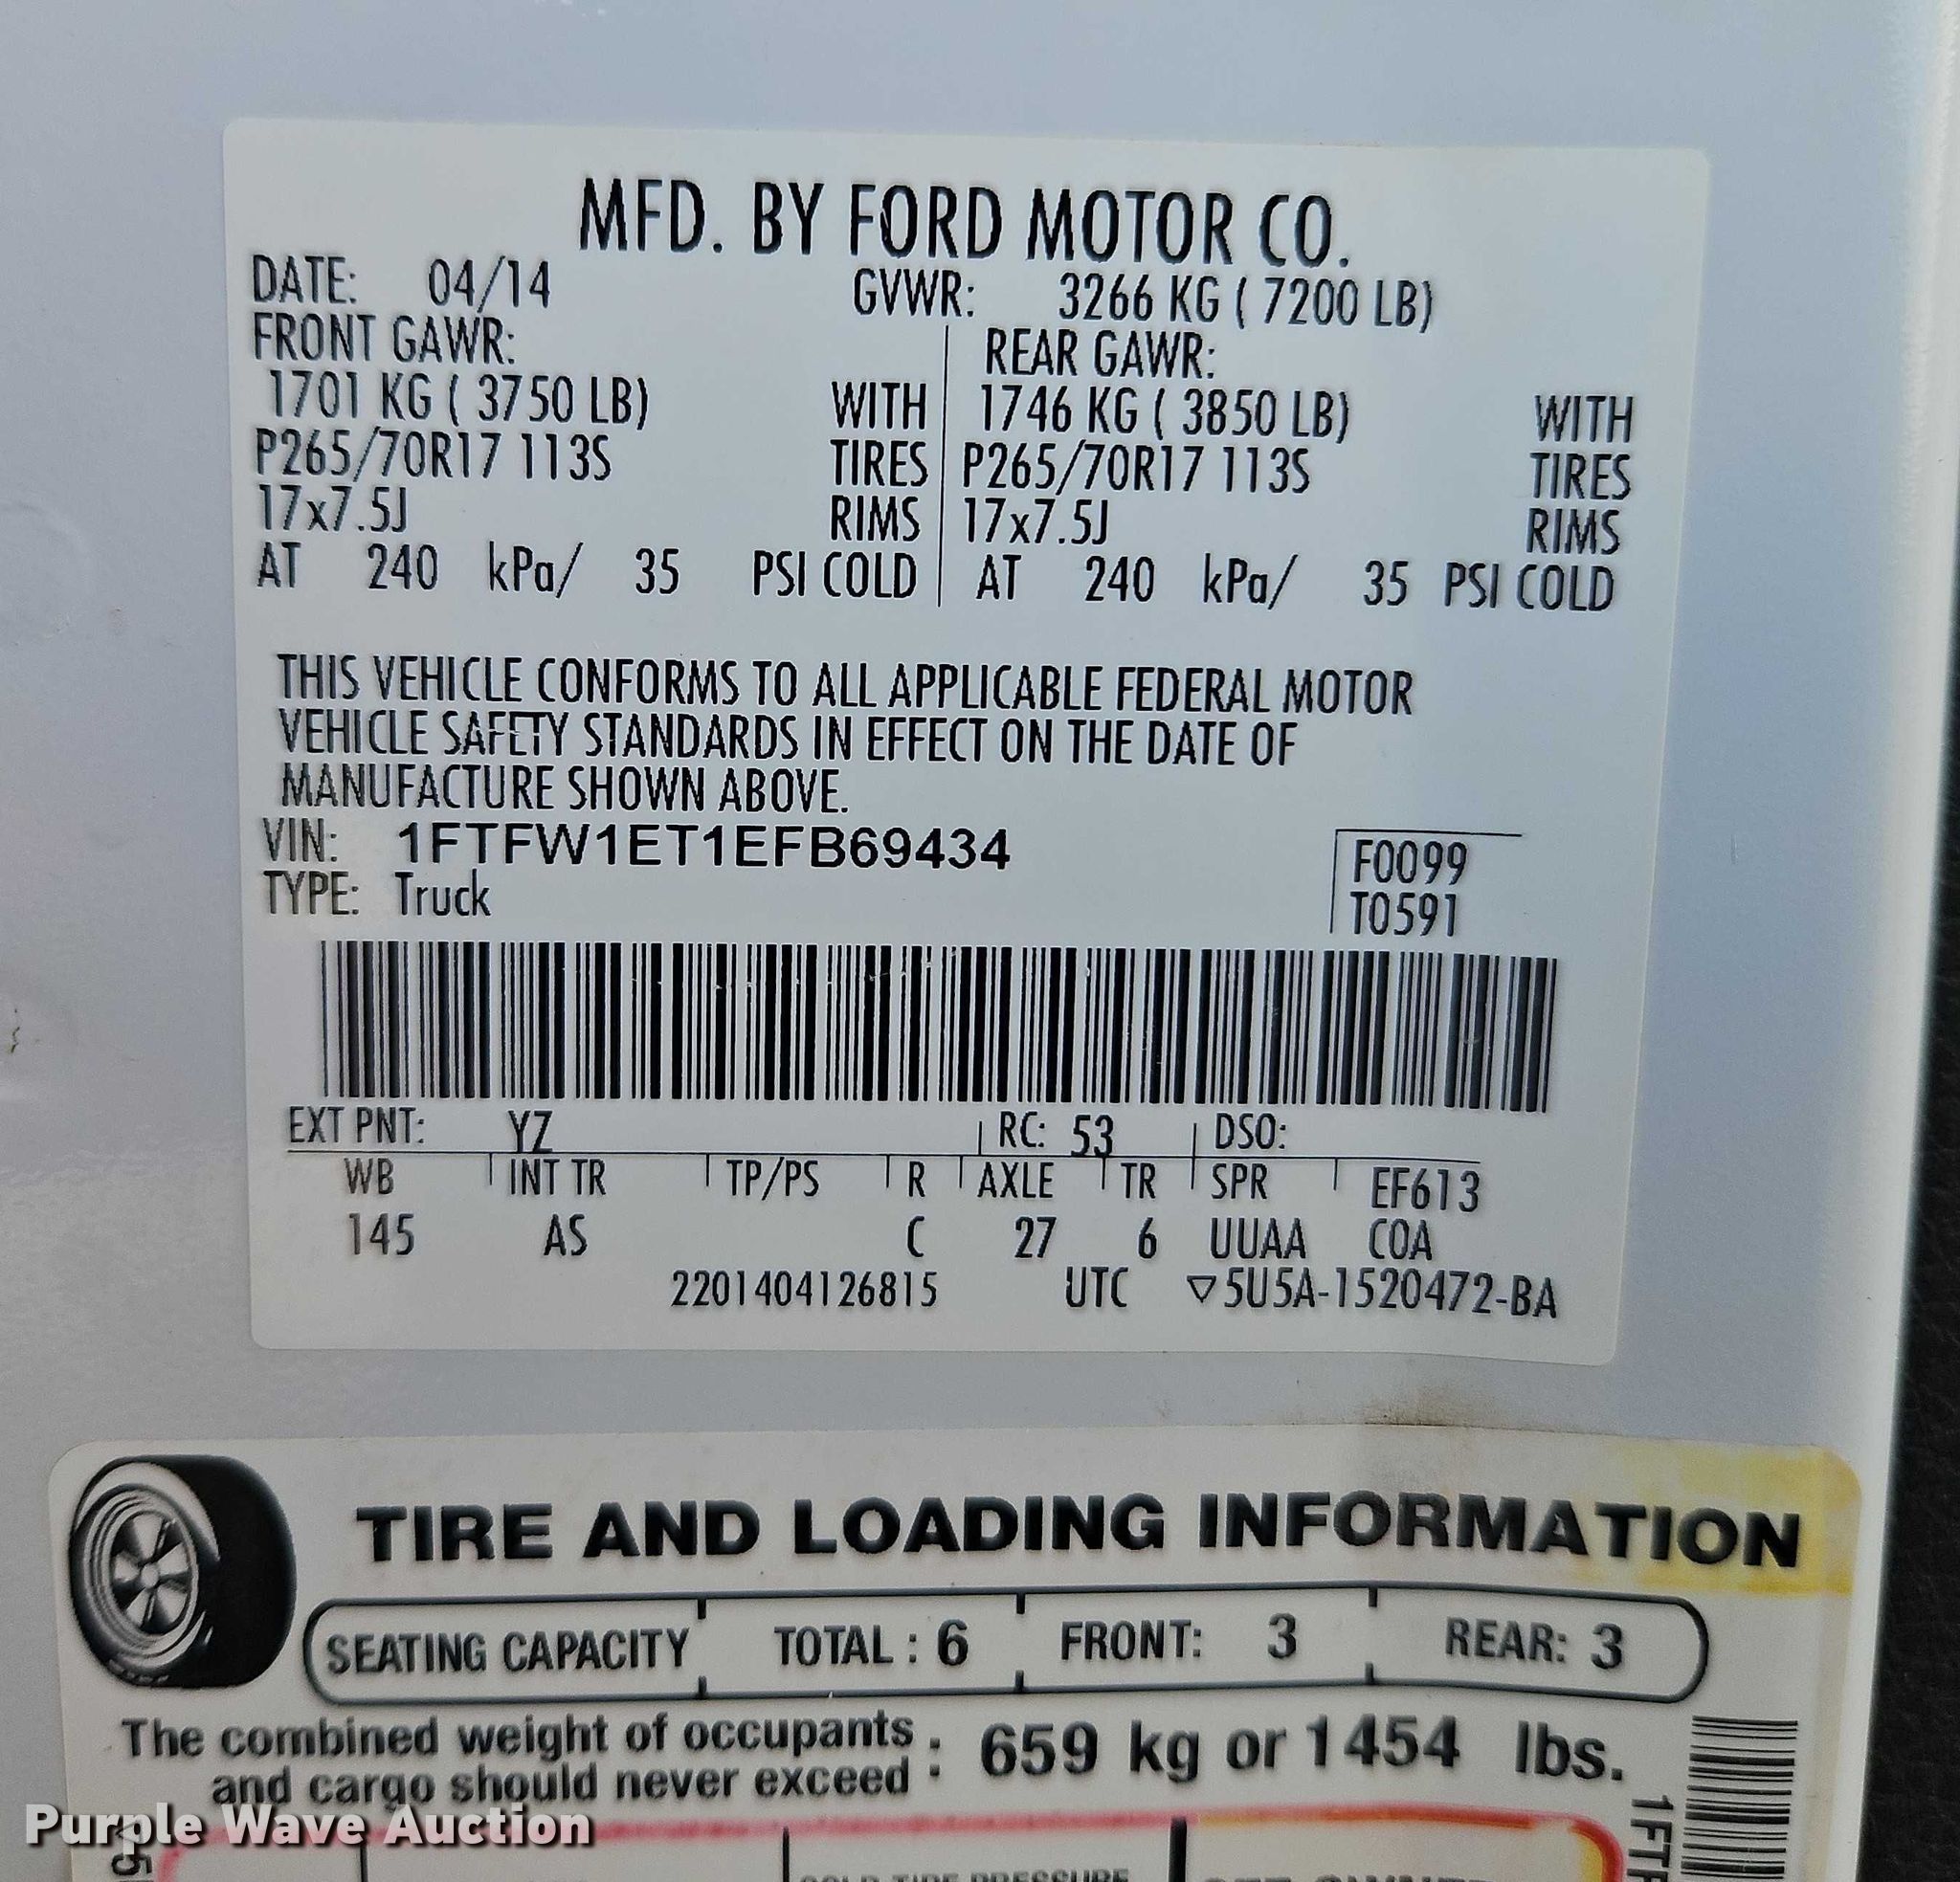 MFD. BY FORD MOTOR CO.
DATE: 04/14 GVWR: 3266 KG ( 7200 LB)
FRONT GAWR: REAR GAWR:
1701 KG ( 3750 LB) WITH 1746 KG ( 3850 LB) WITH
P265/70R17 113S TIRES P265/70R17 113S TIRES
17x7.5J RIMS 17x7.5J RIMS
AT 240 kPa/ 35 PSI COLD AT 240 kPa/ 35 PSI COLD
THIS VEHICLE CONFORMS TO ALL APPLICABLE FEDERAL MOTOR
VEHICLE SAFETY STANDARDS IN EFFECT ON THE DATE OF
MANUFACTURE SHOWN ABOVE.
VIN: 1FTFW1ET1EFB69434 F0099
TYPE: Truck T0591
EXT PNT: YZ RC: 53 DSO:
WB INT TR TP/PS R AXLE TR SPR EF613
145 AS C 27 6 UUAA COA
2201404126815 UTC ▽5U5A-1520472-BA
TIRE AND LOADING INFORMATION
SEATING CAPACITY TOTAL : 6 FRONT: 3 REAR: 3
The combined weight of occupants
and cargo should never exceed : 659 kg or 1454 lbs.
Purple Wave Auction